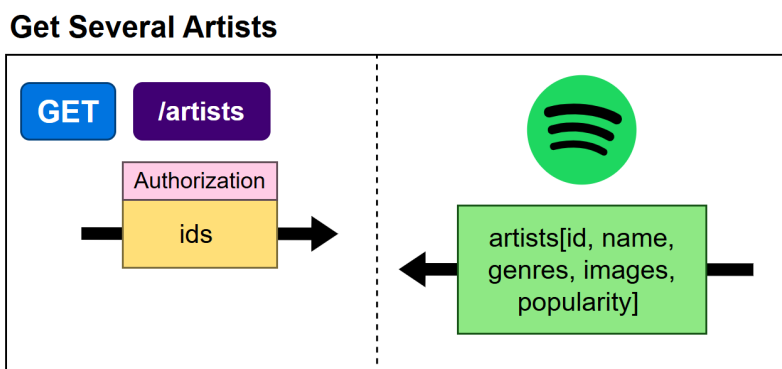 Get Several Artists
GET
/artists
Authorization
ids
artists[id, name,
genres, images,
popularity]